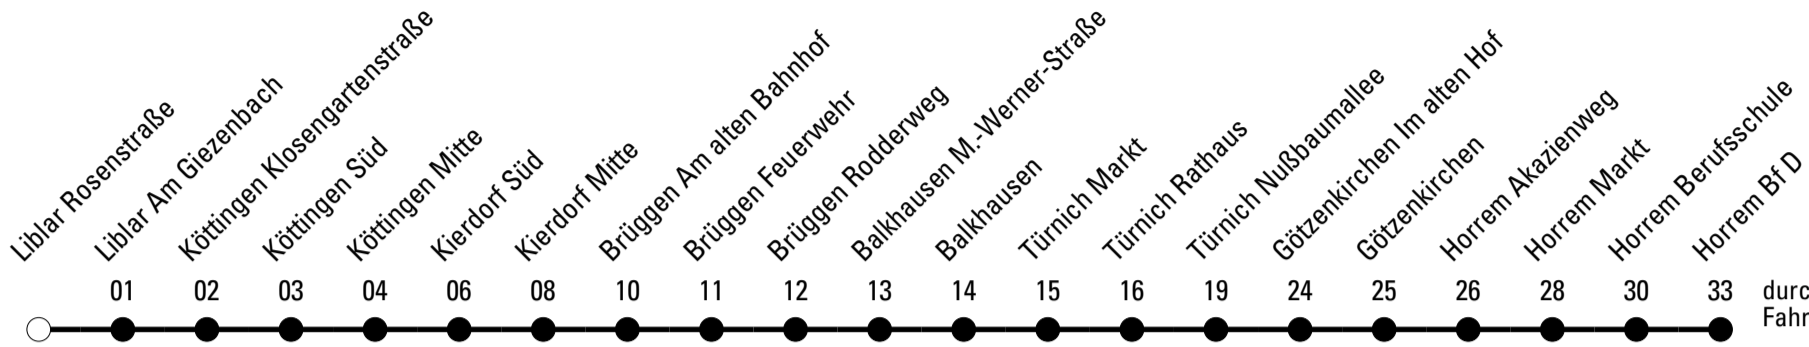 Liblar Rosenstraße
Liblar Am Giezenbach
Köttingen Klosengartenstraße
Köttingen Süd
Köttingen Mitte
Kierdorf Süd
Kierdorf Mitte
Brüggen Am alten Bahnhof
Brüggen Feuerwehr
Brüggen Rodderweg
Balkhausen M.-Werner-Straße
Balkhausen
Türnich Markt
Türnich Rathaus
Türnich Nußbaumallee
Götzenkirchen Im alten Hof
Götzenkirchen
Horrem Akazienweg
Horrem Markt
Horrem Berufsschule
Horrem Bf D
01 02 03 04 06 08 10 11 12 13 14 15 16 19 24 25 26 28 30 33 durc
Fahr